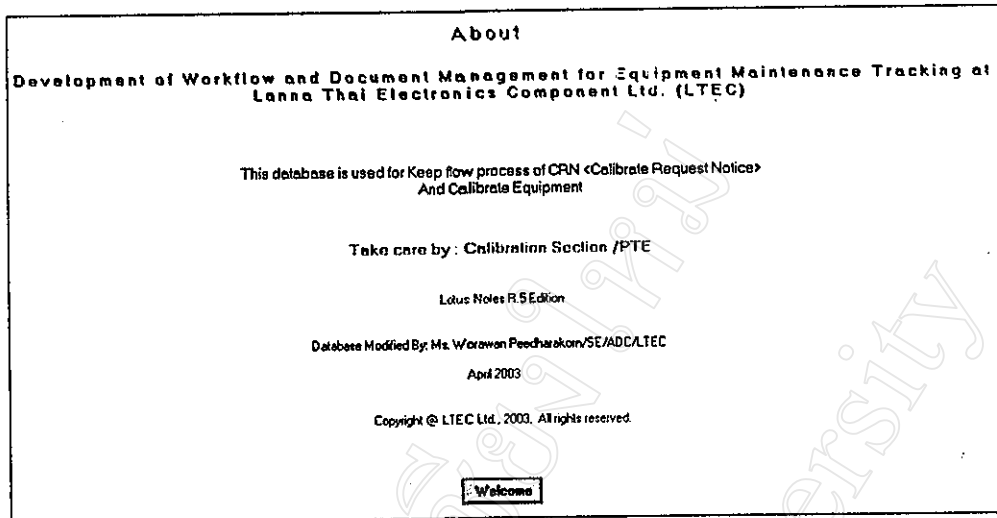 About
Development of Workflow and Document Management for Equipment Maintenance Tracking at
Lanna Thai Electronics Component Ltd. (LTEC)
This database is used for Keep flow process of CRN <Calibrate Request Notice>
And Calibrate Equipment
Take care by : Calibration Section /PTE
Lotus Notes R.5 Edition
Database Modified By: Ms. Worawan Peedharakorn/SE/ADC/LTEC
April 2003
Copyright @ LTEC Ltd., 2003. All rights reserved.
Welcome